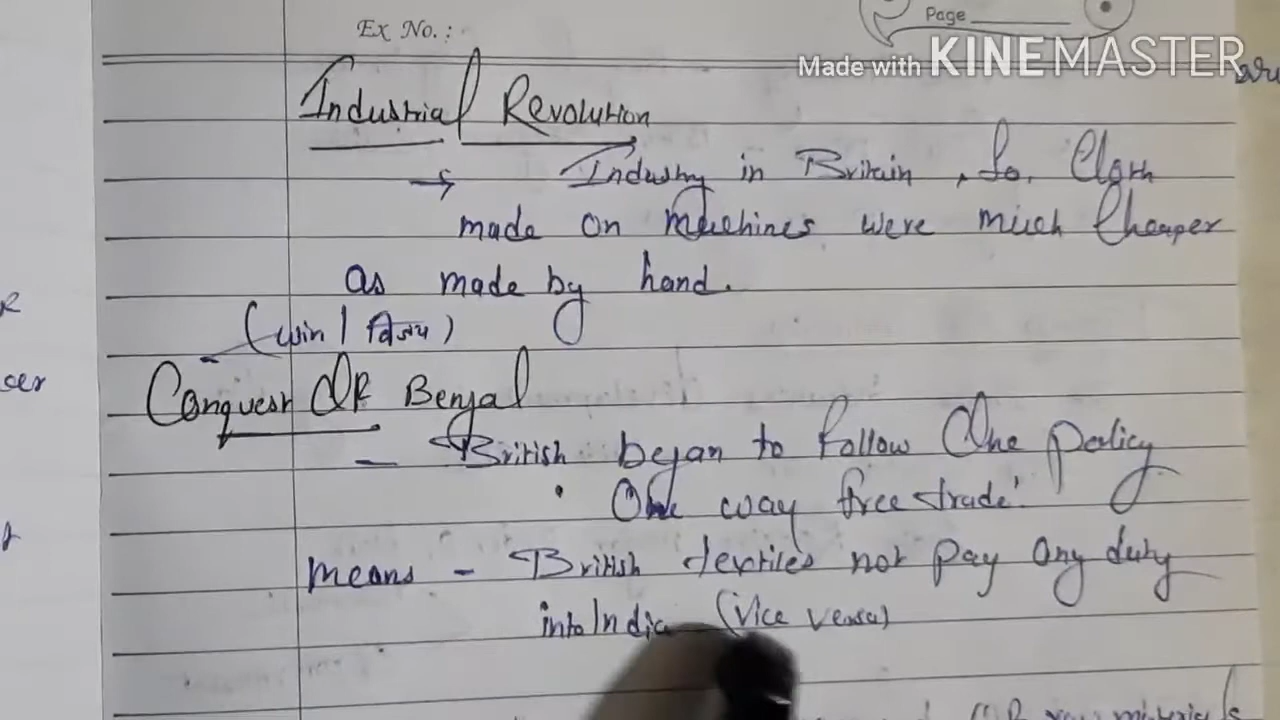 Ex No. :
Page
Made with KINEMASTER
Industrial Revolution
→ Industry in Britain, So, Cloth
made on machines were much Cheaper
as made by hand.
(win / विजय)
Conquest Of Bengal
– British began to follow One policy
'One way free trade'
means - British textiles not pay any duty
into India (Vice versa)
cer